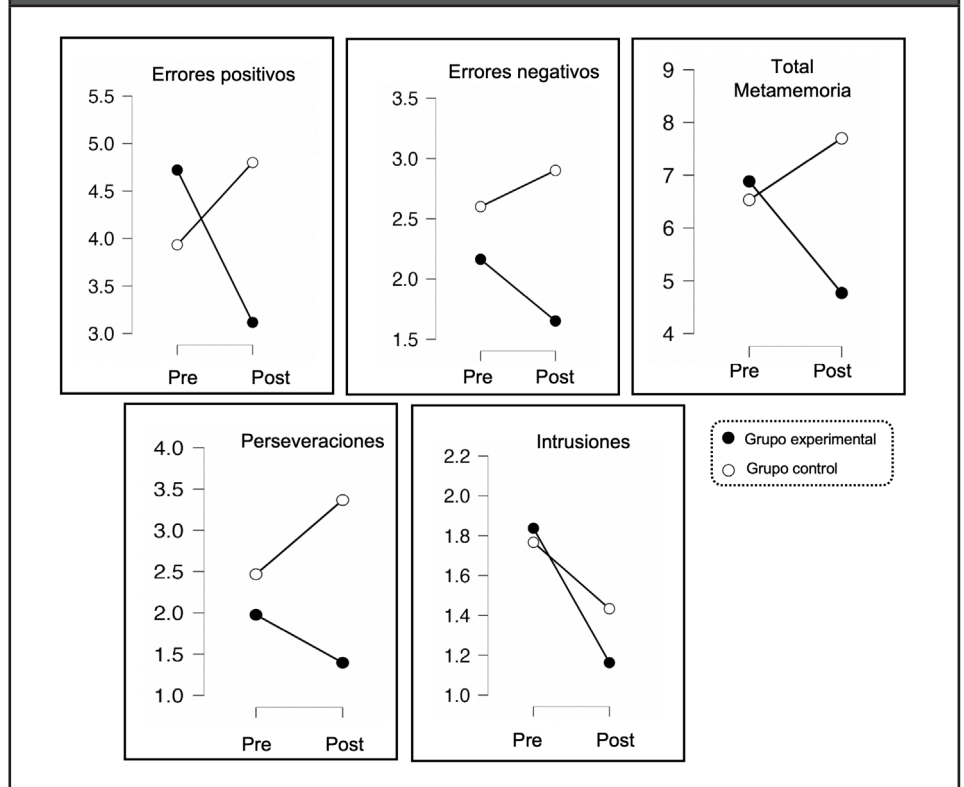 Errores positivos
5.5
5.0
4.5
4.0
3.5
3.0
Pre Post
Errores negativos
3.5
3.0
2.5
2.0
1.5
Pre Post
Total
Metamemoria
9
8
7
6
5
4
Pre Post
Perseveraciones
4.0
3.5
3.0
2.5
2.0
1.5
1.0
Pre Post
Intrusiones
2.2
2.0
1.8
1.6
1.4
1.2
1.0
Pre Post
Grupo experimental
Grupo control